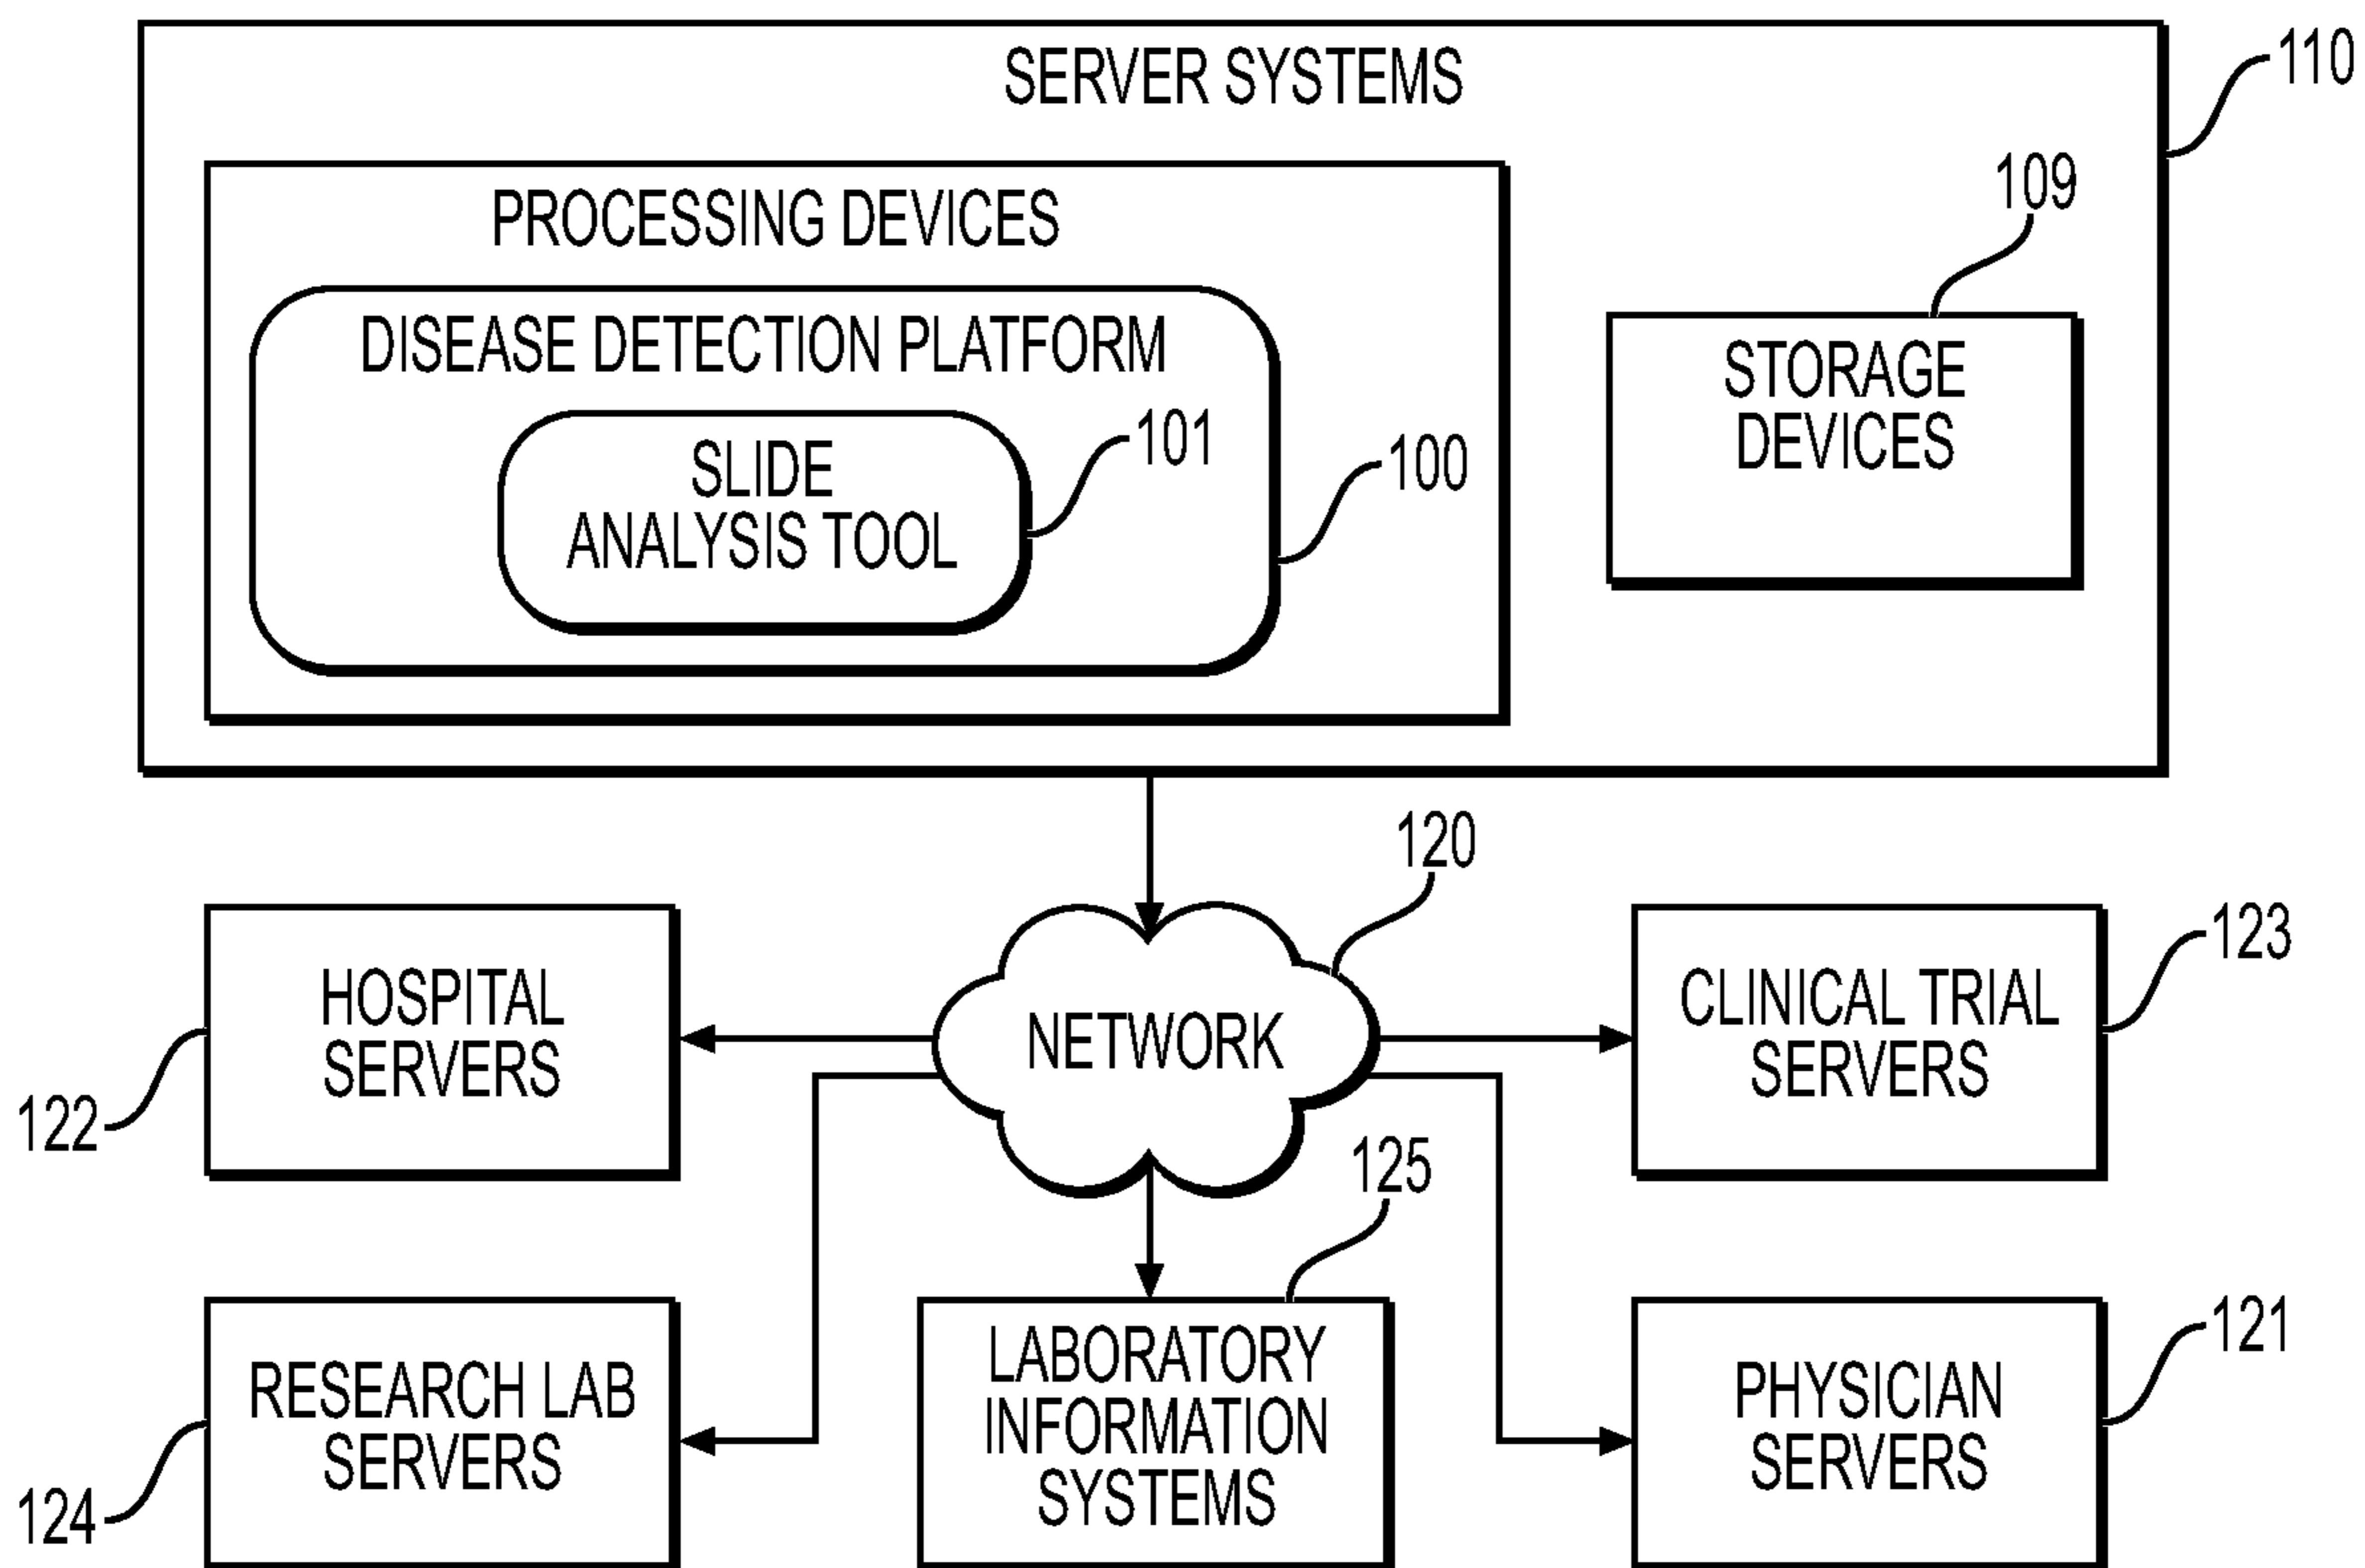 SERVER SYSTEMS
110
PROCESSING DEVICES
109
DISEASE DETECTION PLATFORM
STORAGE
DEVICES
SLIDE
ANALYSIS TOOL
101
100
120
HOSPITAL
SERVERS
122
NETWORK
CLINICAL TRIAL
SERVERS
123
125
RESEARCH LAB
SERVERS
124
LABORATORY
INFORMATION
SYSTEMS
PHYSICIAN
SERVERS
121